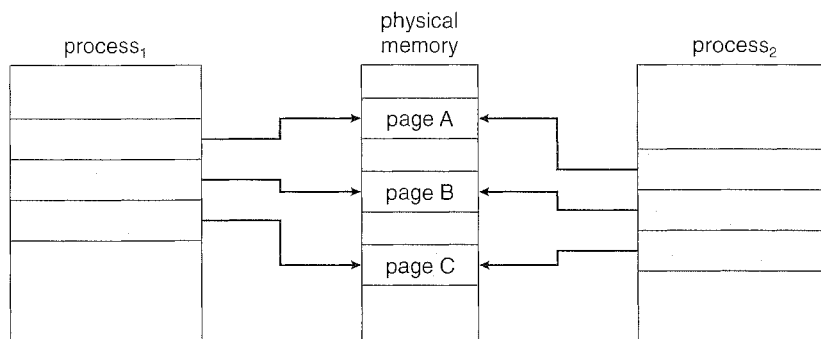 process₁
physical
memory
process₂
page A
page B
page C